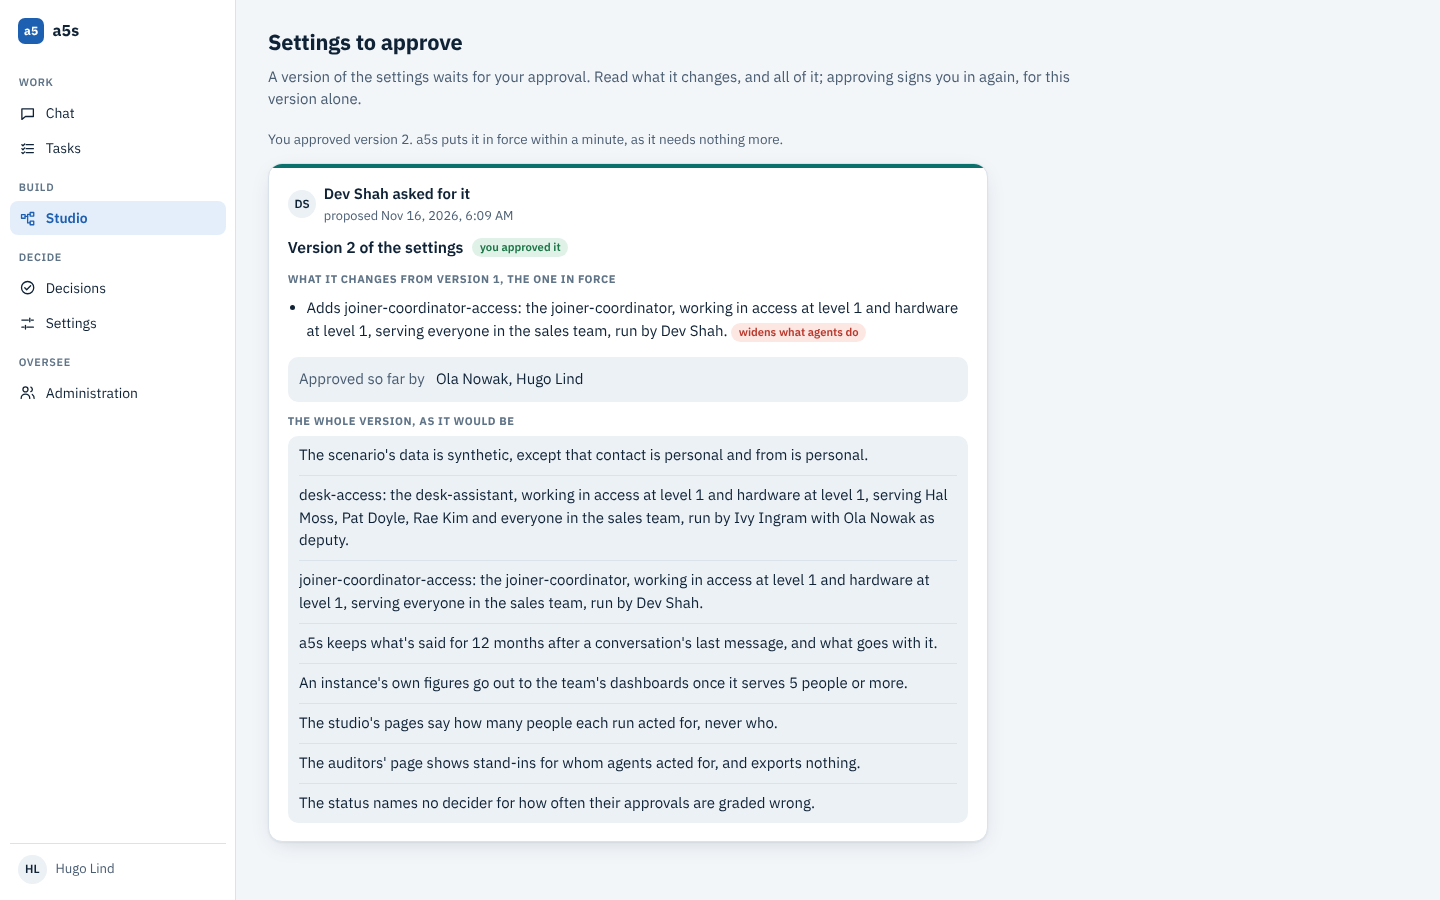 a5 a5s
WORK
Chat
Tasks
BUILD
Studio
DECIDE
Decisions
Settings
OVERSEE
Administration
HL Hugo Lind
Settings to approve
A version of the settings waits for your approval. Read what it changes, and all of it; approving signs you in again, for this
version alone.
You approved version 2. a5s puts it in force within a minute, as it needs nothing more.
DS Dev Shah asked for it
proposed Nov 16, 2026, 6:09 AM
Version 2 of the settings you approved it
WHAT IT CHANGES FROM VERSION 1, THE ONE IN FORCE
• Adds joiner-coordinator-access: the joiner-coordinator, working in access at level 1 and hardware
at level 1, serving everyone in the sales team, run by Dev Shah. widens what agents do
Approved so far by Ola Nowak, Hugo Lind
THE WHOLE VERSION, AS IT WOULD BE
The scenario's data is synthetic, except that contact is personal and from is personal.
desk-access: the desk-assistant, working in access at level 1 and hardware at level 1, serving Hal
Moss, Pat Doyle, Rae Kim and everyone in the sales team, run by Ivy Ingram with Ola Nowak as
deputy.
joiner-coordinator-access: the joiner-coordinator, working in access at level 1 and hardware at
level 1, serving everyone in the sales team, run by Dev Shah.
a5s keeps what's said for 12 months after a conversation's last message, and what goes with it.
An instance's own figures go out to the team's dashboards once it serves 5 people or more.
The studio's pages say how many people each run acted for, never who.
The auditors' page shows stand-ins for whom agents acted for, and exports nothing.
The status names no decider for how often their approvals are graded wrong.